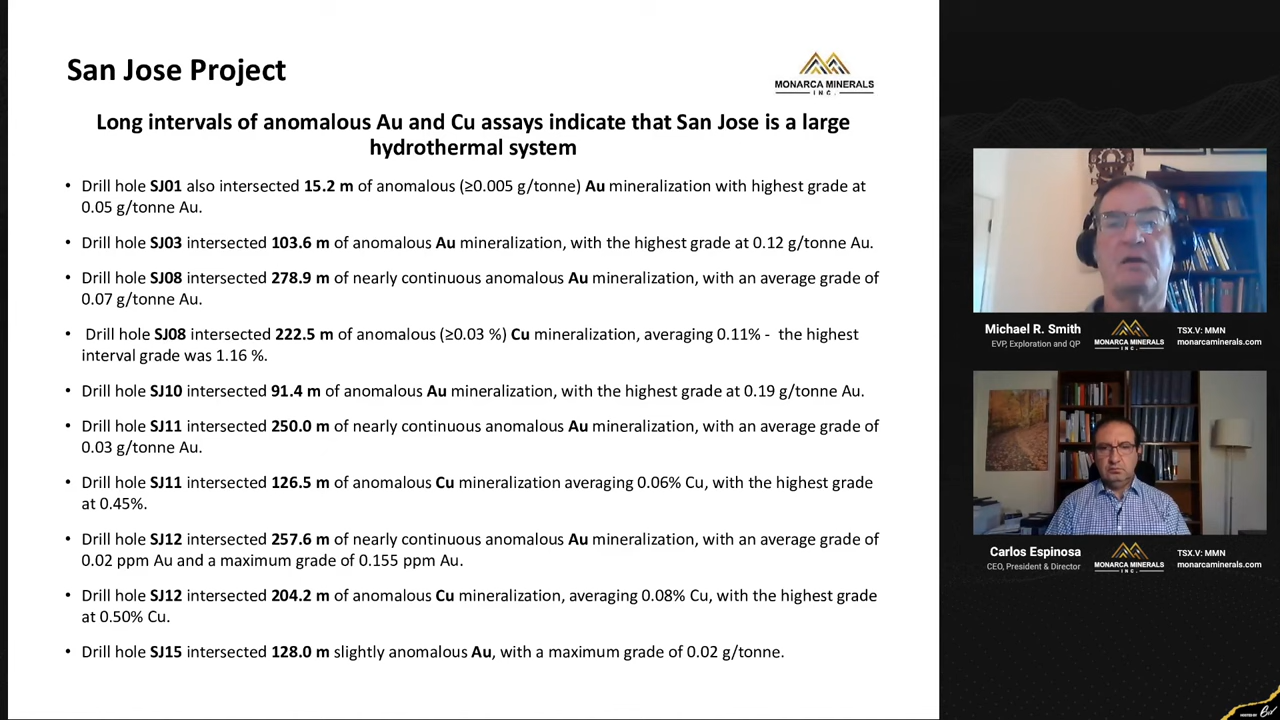 San Jose Project
MONARCA MINERALS
INC.
Long intervals of anomalous Au and Cu assays indicate that San Jose is a large
hydrothermal system
• Drill hole SJ01 also intersected 15.2 m of anomalous (≥0.005 g/tonne) Au mineralization with highest grade at
0.05 g/tonne Au.
• Drill hole SJ03 intersected 103.6 m of anomalous Au mineralization, with the highest grade at 0.12 g/tonne Au.
• Drill hole SJ08 intersected 278.9 m of nearly continuous anomalous Au mineralization, with an average grade of
0.07 g/tonne Au.
• Drill hole SJ08 intersected 222.5 m of anomalous (≥0.03 %) Cu mineralization, averaging 0.11% - the highest
interval grade was 1.16 %.
• Drill hole SJ10 intersected 91.4 m of anomalous Au mineralization, with the highest grade at 0.19 g/tonne Au.
• Drill hole SJ11 intersected 250.0 m of nearly continuous anomalous Au mineralization, with an average grade of
0.03 g/tonne Au.
• Drill hole SJ11 intersected 126.5 m of anomalous Cu mineralization averaging 0.06% Cu, with the highest grade
at 0.45%.
• Drill hole SJ12 intersected 257.6 m of nearly continuous anomalous Au mineralization, with an average grade of
0.02 ppm Au and a maximum grade of 0.155 ppm Au.
• Drill hole SJ12 intersected 204.2 m of anomalous Cu mineralization, averaging 0.08% Cu, with the highest grade
at 0.50% Cu.
• Drill hole SJ15 intersected 128.0 m slightly anomalous Au, with a maximum grade of 0.02 g/tonne.
Michael R. Smith
EVP, Exploration and QP
MONARCA MINERALS
INC.
TSX.V: MMN
monarcaminerals.com
Carlos Espinosa
CEO, President & Director
MONARCA MINERALS
INC.
TSX.V: MMN
monarcaminerals.com
HOSTED BY